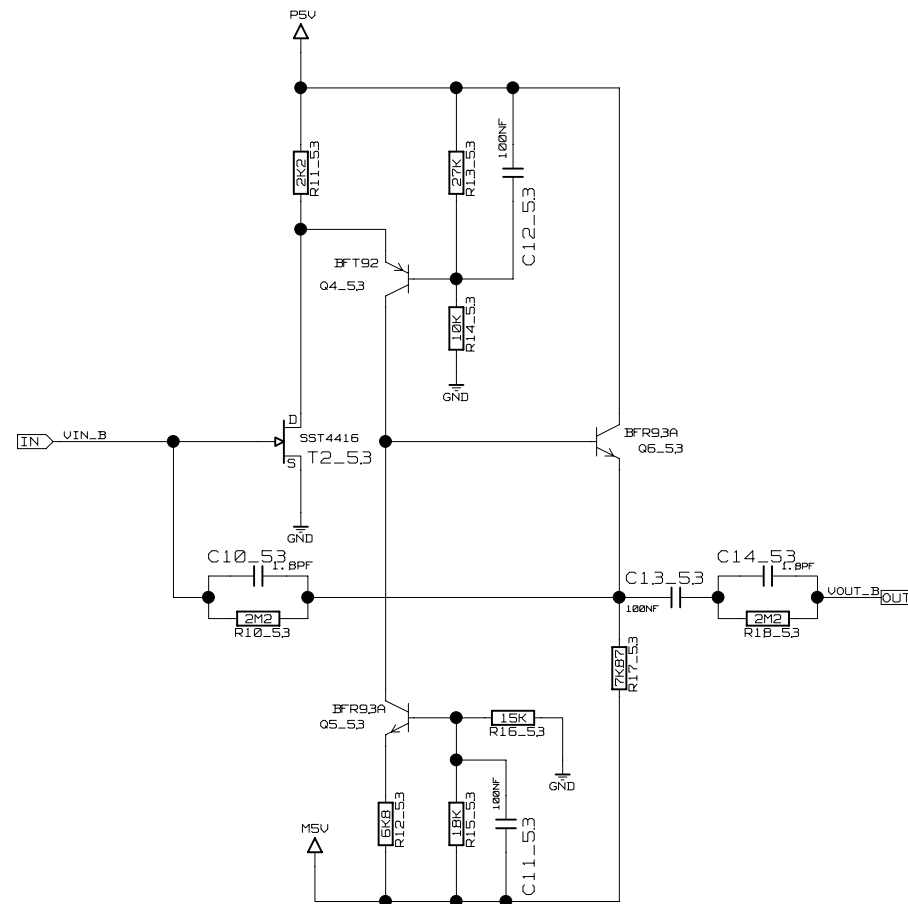 P5V
2K2
R11_53
27K
R13_53
100NF
C12_53
BFT92
Q4_53
10K
R14_53
GND
IN
VIN_B
D
S
SST4416
T2_53
GND
BFR93A
Q6_53
C10_53
1.8PF
2M2
R10_53
C13_53
100NF
C14_53
1.8PF
2M2
R18_53
VOUT_B
OUT
7K87
R17_53
BFR93A
Q5_53
15K
R16_53
GND
M5V
6K8
R12_53
18K
R15_53
100NF
C11_53